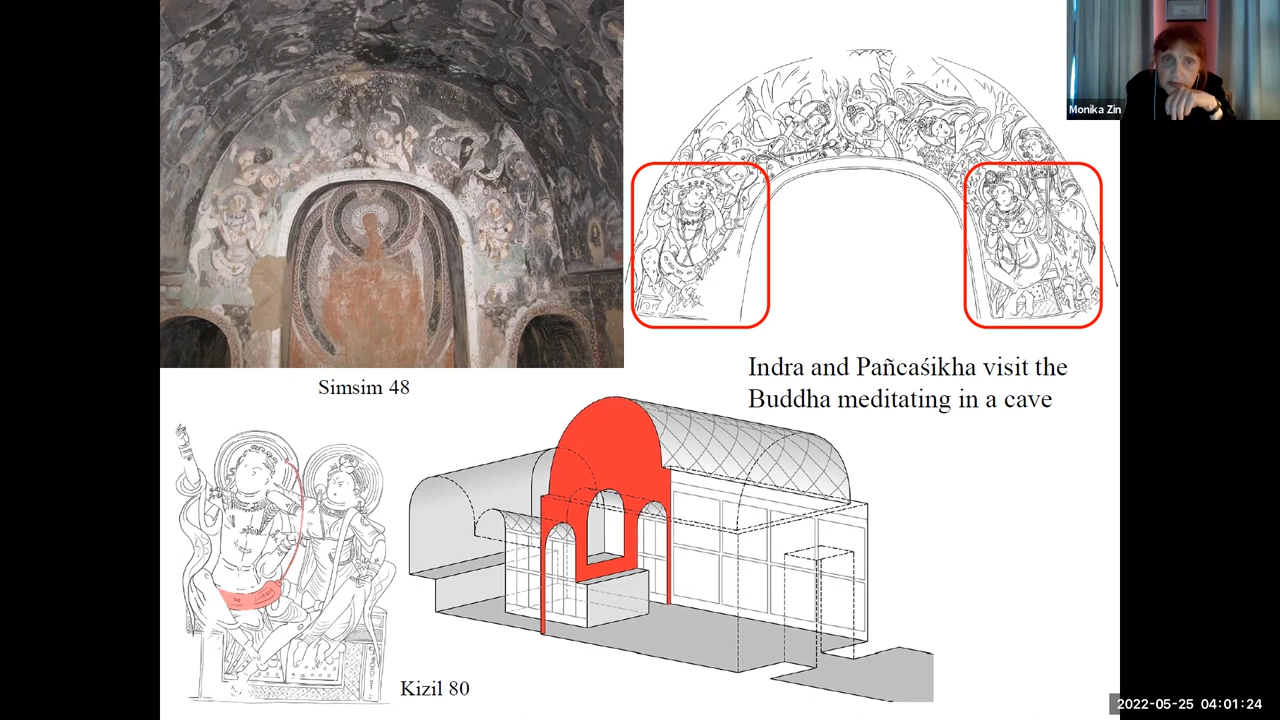 Monika Zin
Simsim 48
Indra and Pañcaśikha visit the
Buddha meditating in a cave
Kizil 80
2022-05-25 04:01:24